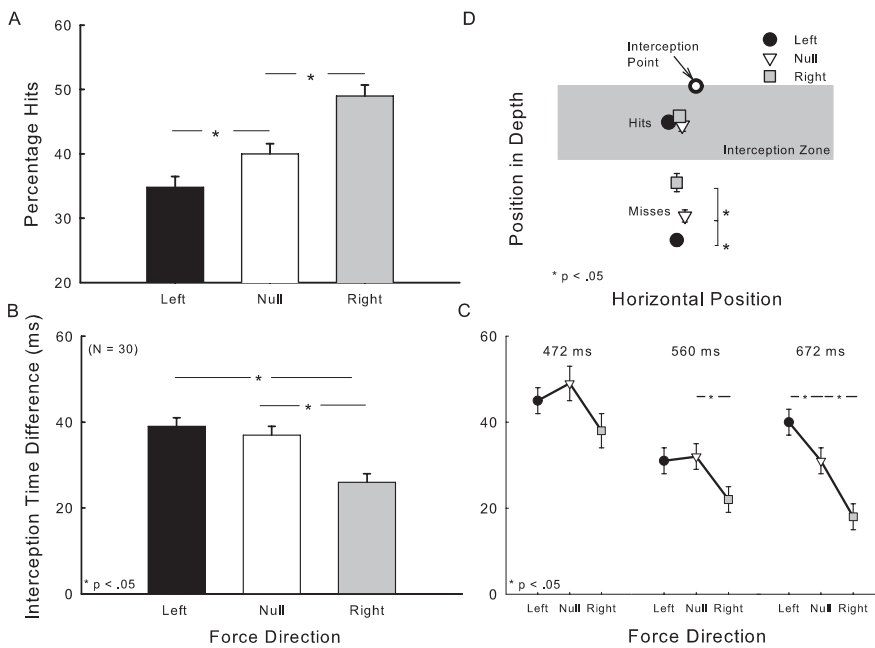 A
60
50
40
30
20
Percentage Hits
*
*
Left
Null
Right
D
Interception
Point
Left
Null
Right
Hits
Interception Zone
Misses
*
*
* p < .05
Position in Depth
Horizontal Position
B
60
40
20
0
Interception Time Difference (ms)
(N = 30)
*
*
* p < .05
Left
Null
Right
Force Direction
C
60
40
20
0
472 ms
560 ms
672 ms
*
*
*
* p < .05
Left Null Right
Left Null Right
Left Null Right
Force Direction